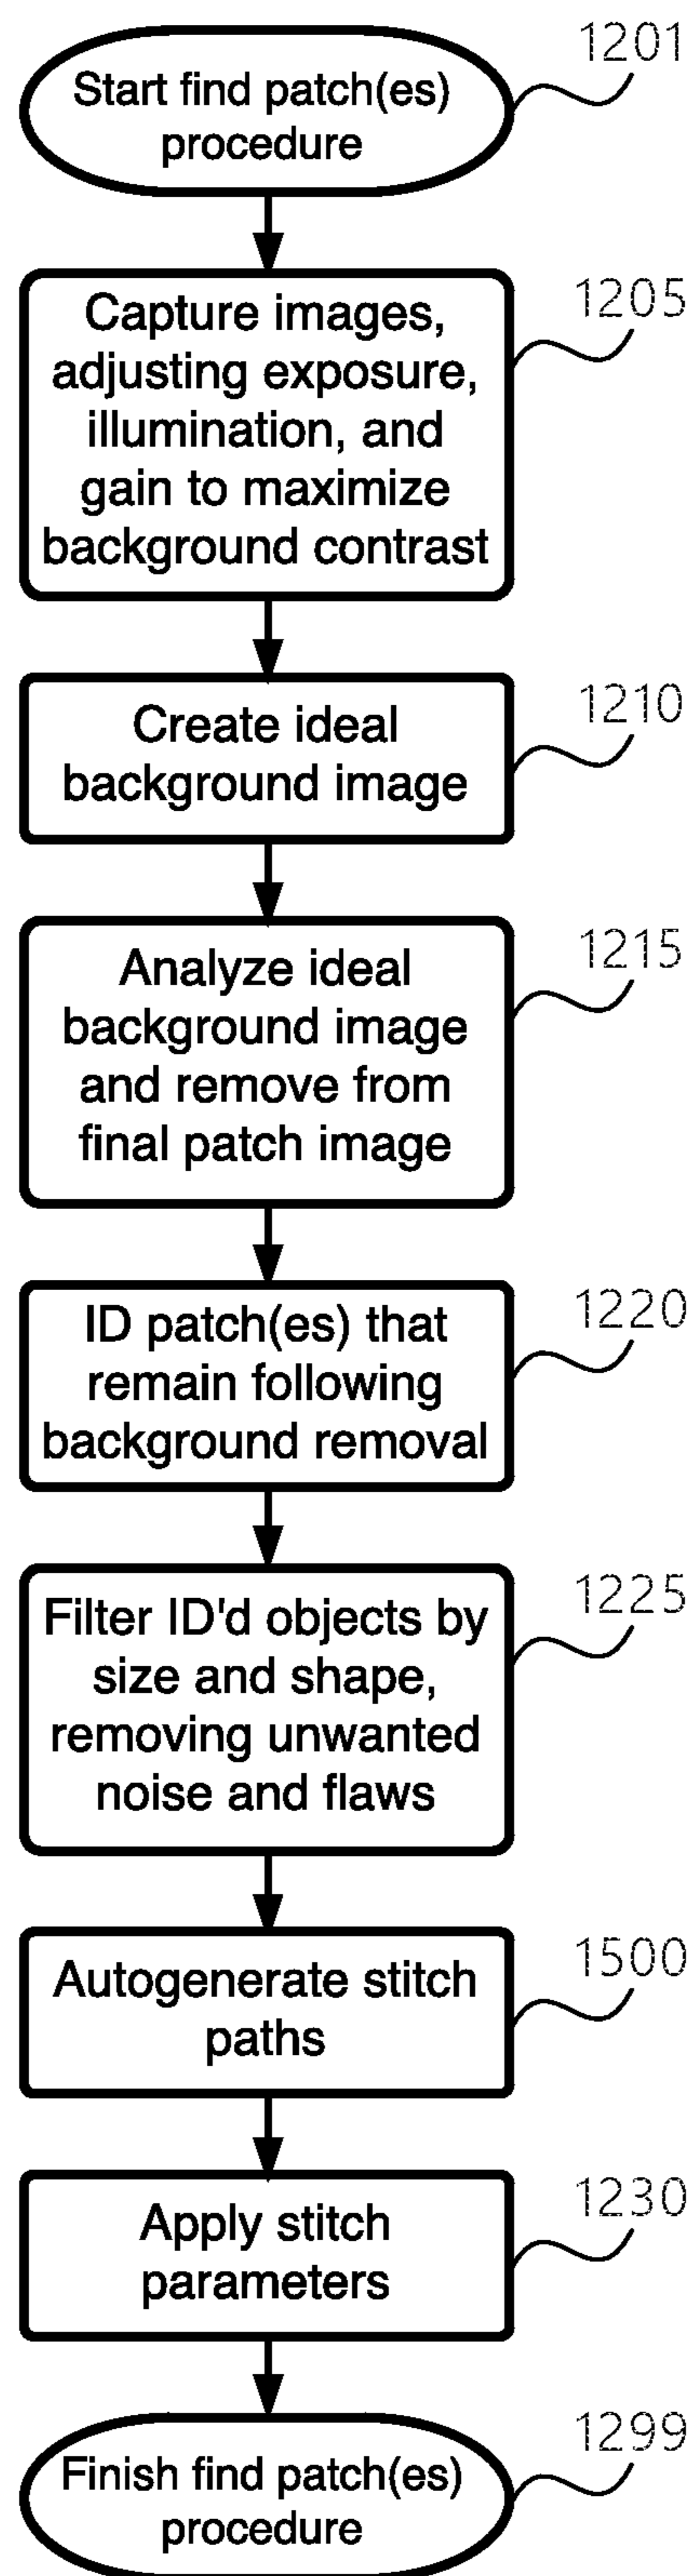 1201
Start find patch(es)
procedure
1205
Capture images,
adjusting exposure,
illumination, and
gain to maximize
background contrast
1210
Create ideal
background image
1215
Analyze ideal
background image
and remove from
final patch image
1220
ID patch(es) that
remain following
background removal
1225
Filter ID'd objects by
size and shape,
removing unwanted
noise and flaws
1500
Autogenerate stitch
paths
1230
Apply stitch
parameters
1299
Finish find patch(es)
procedure